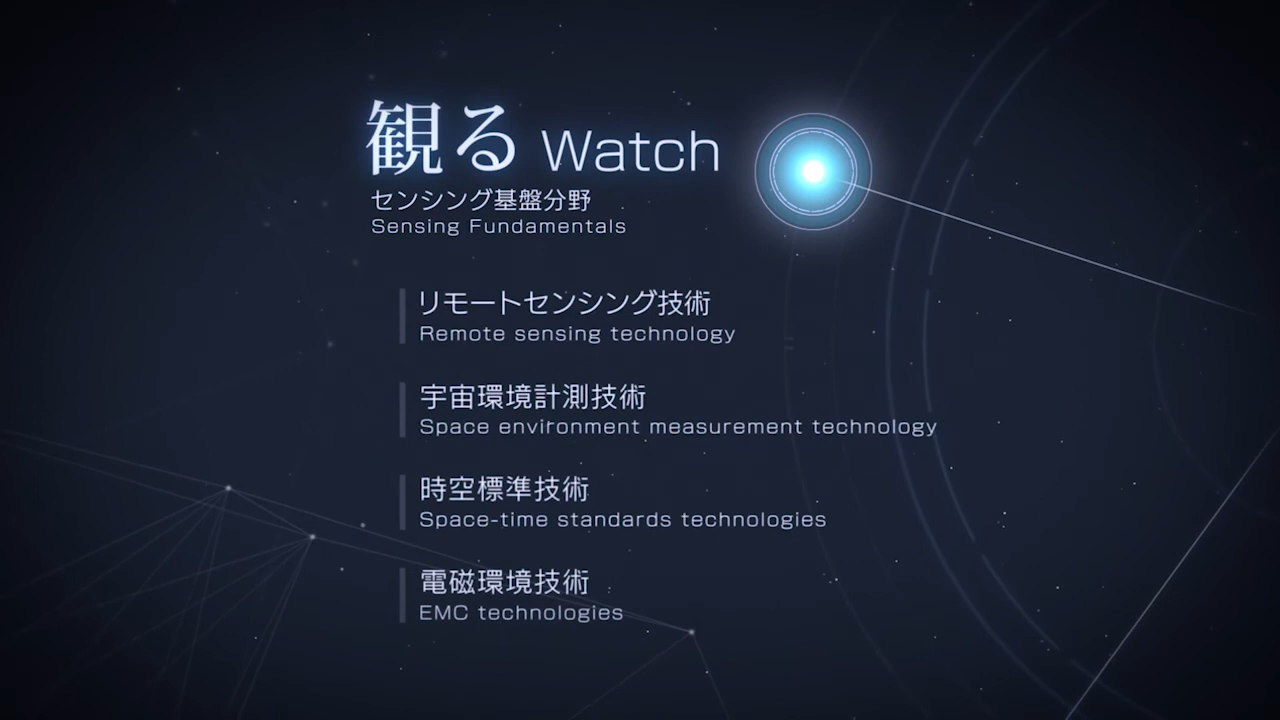 観る Watch
センシング基盤分野
Sensing Fundamentals
リモートセンシング技術
Remote sensing technology
宇宙環境計測技術
Space environment measurement technology
時空標準技術
Space-time standards technologies
電磁環境技術
EMC technologies